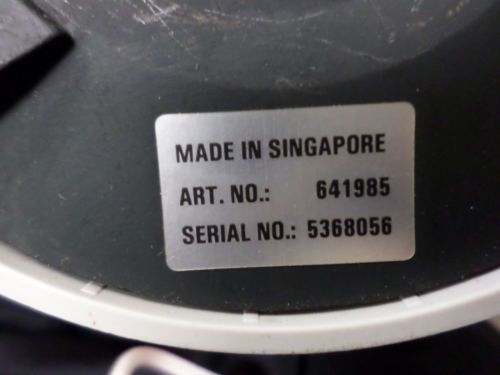 MADE IN SINGAPORE
ART. NO.: 641985
SERIAL NO.: 5368056